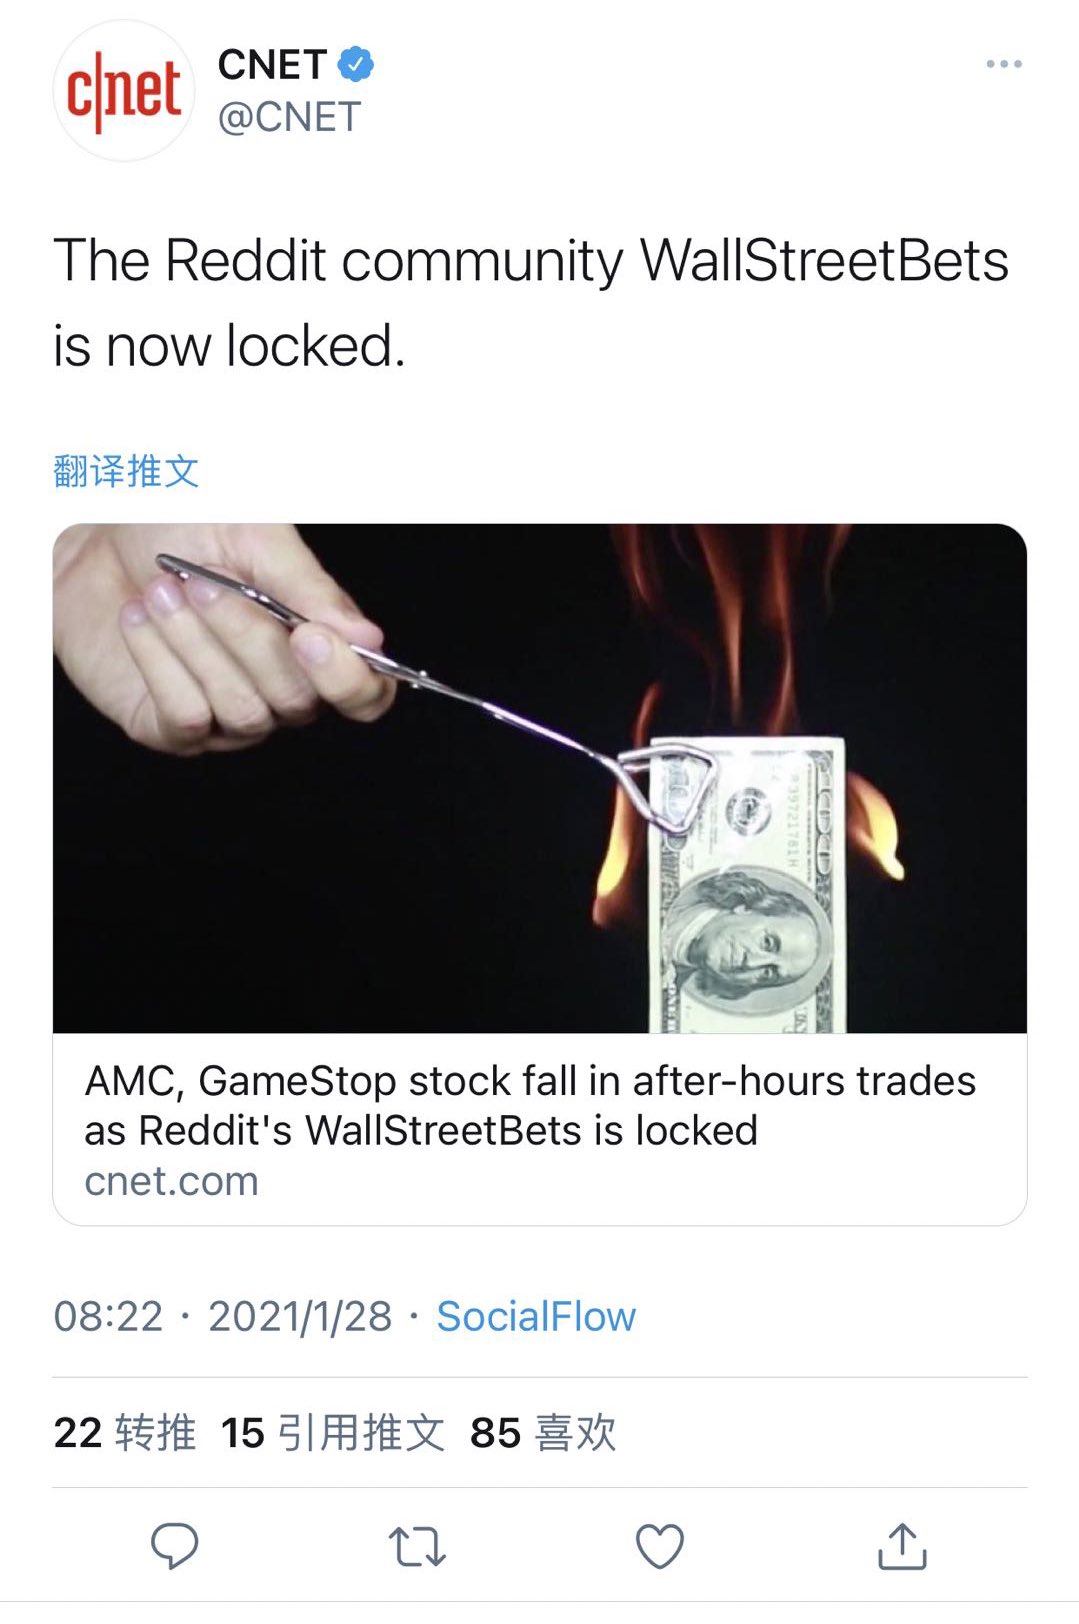 c|net
CNET
@CNET
The Reddit community WallStreetBets
is now locked.
翻译推文
AMC, GameStop stock fall in after-hours trades
as Reddit's WallStreetBets is locked
cnet.com
08:22 · 2021/1/28 · SocialFlow
22 转推 15 引用推文 85 喜欢